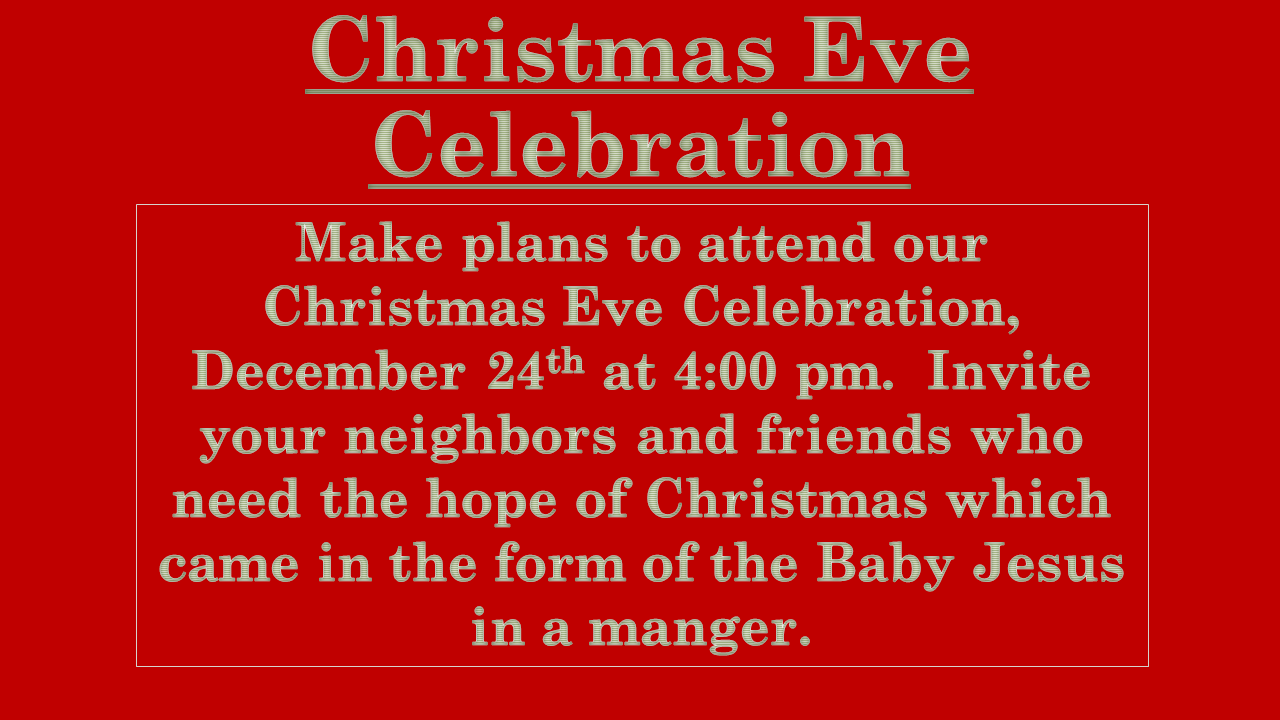 Christmas Eve
Celebration
Make plans to attend our
Christmas Eve Celebration,
December 24th at 4:00 pm.  Invite
your neighbors and friends who
need the hope of Christmas which
came in the form of the Baby Jesus
in a manger.